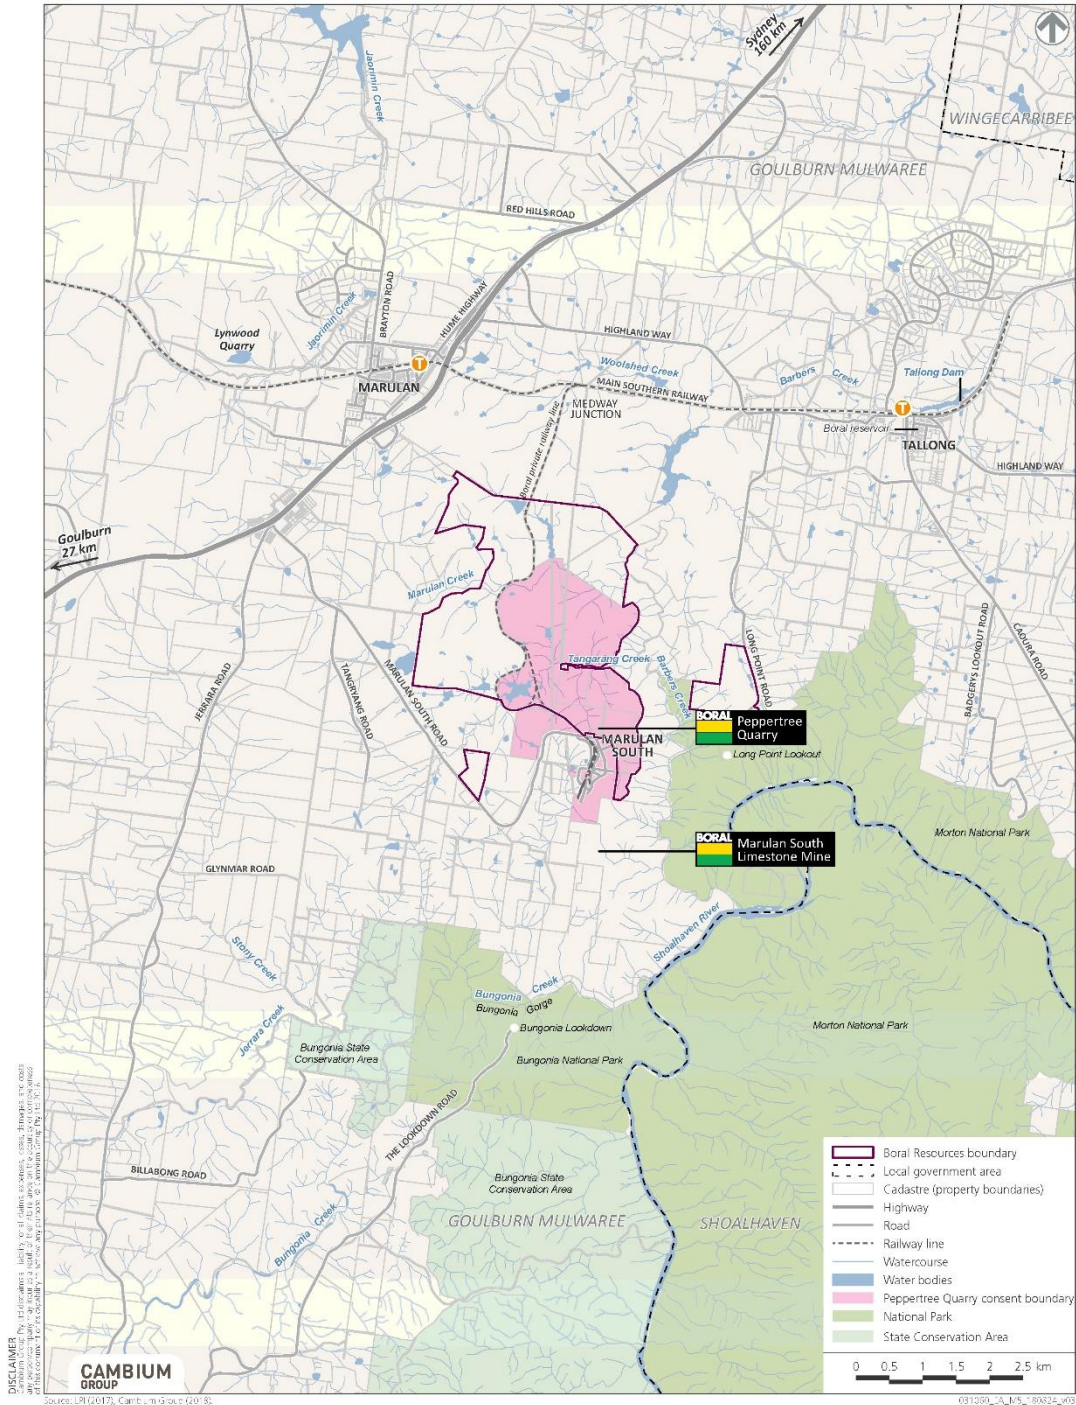 Sydney
160 km
Jaorimin Creek
WINGECARRIBEE
GOULBURN MULWAREE
RED HILLS ROAD
BRAYTON ROAD
HUME HIGHWAY
Jaorimin Creek
Lynwood
Quarry
HIGHLAND WAY
Woolshed Creek
Barbers Creek
Tallong Dam
T
MARULAN
MAIN SOUTHERN RAILWAY
MEDWAY
JUNCTION
T
Boral reservoir
TALLONG
HIGHLAND WAY
Boral private railway line
Goulburn
27 km
Marulan Creek
JERRARA ROAD
TANGRYANG ROAD
MARULAN SOUTH ROAD
Tangarang Creek
Barbers Creek
LONG POINT ROAD
BADGERYS LOOKOUT ROAD
CAOURA ROAD
BORAL
Peppertree
Quarry
MARULAN
SOUTH
Long Point Lookout
BORAL
Marulan South
Limestone Mine
Morton National Park
GLYNMAR ROAD
Stony Creek
Shoalhaven River
Bungonia Creek
Bungonia Gorge
Bungonia Lookdown
Jerrara Creek
Bungonia State
Conservation Area
Bungonia National Park
Morton National Park
THE LOOKDOWN ROAD
BILLABONG ROAD
Bungonia State
Conservation Area
Bungonia Creek
GOULBURN MULWAREE
SHOALHAVEN
Boral Resources boundary
Local government area
Cadastre (property boundaries)
Highway
Road
Railway line
Watercourse
Water bodies
Peppertree Quarry consent boundary
National Park
State Conservation Area
0 0.5 1 1.5 2 2.5 km
CAMBIUM
GROUP
DISCLAIMER
Source: LPI (2017), Cambium Group (2018)